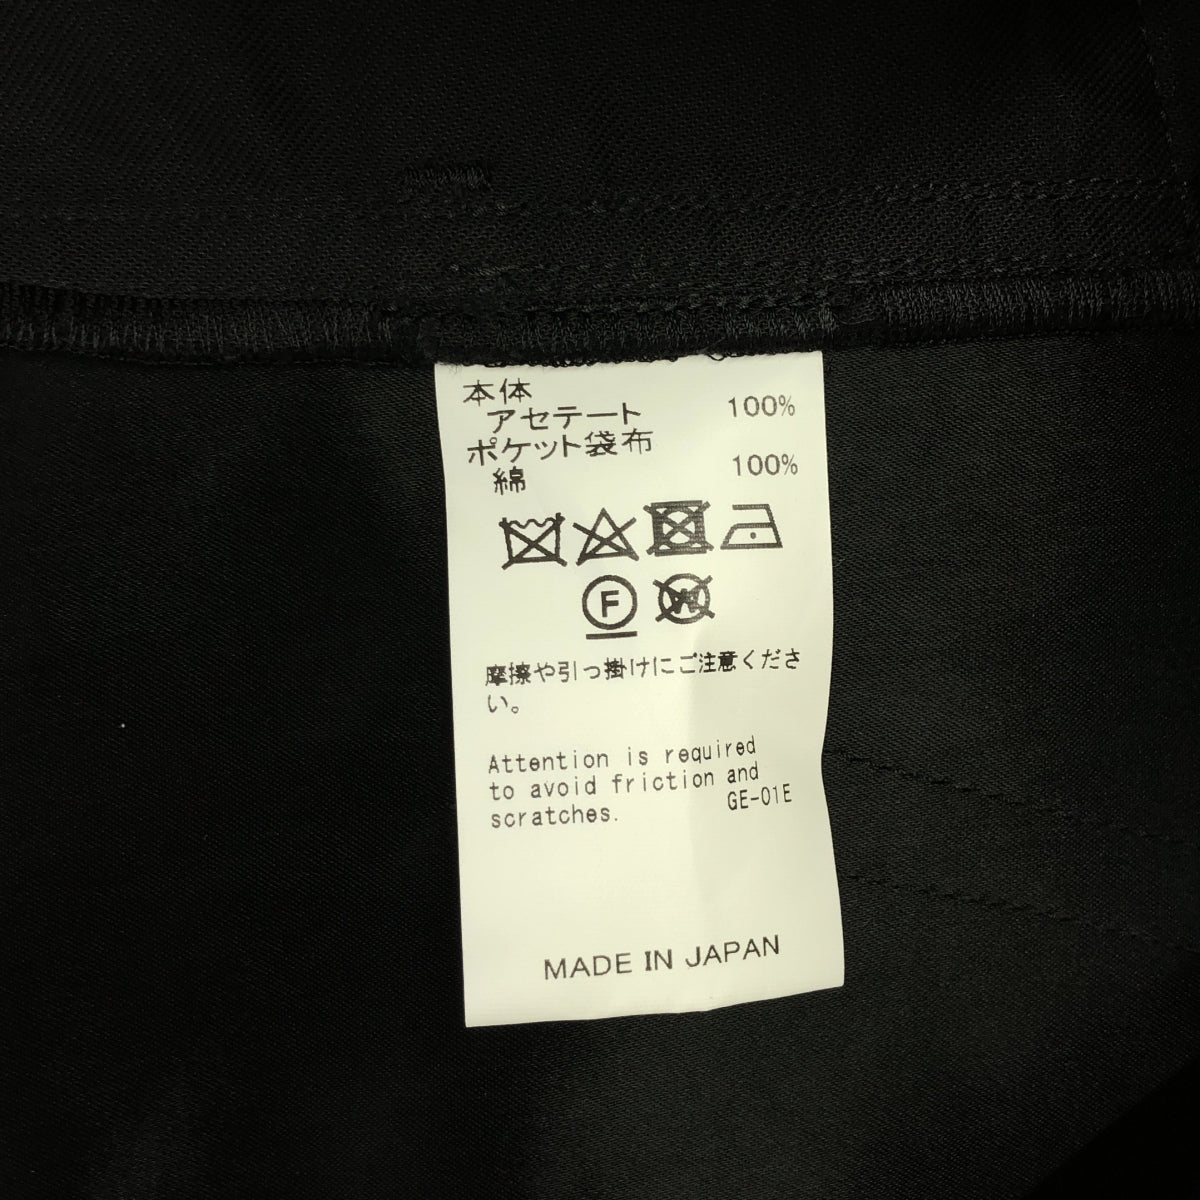 本体
アセテート 100%
ポケット袋布
綿 100%
F
W
摩擦や引っ掛けにご注意くださ
い。
Attention is required
to avoid friction and
scratches. GE-01E
MADE IN JAPAN